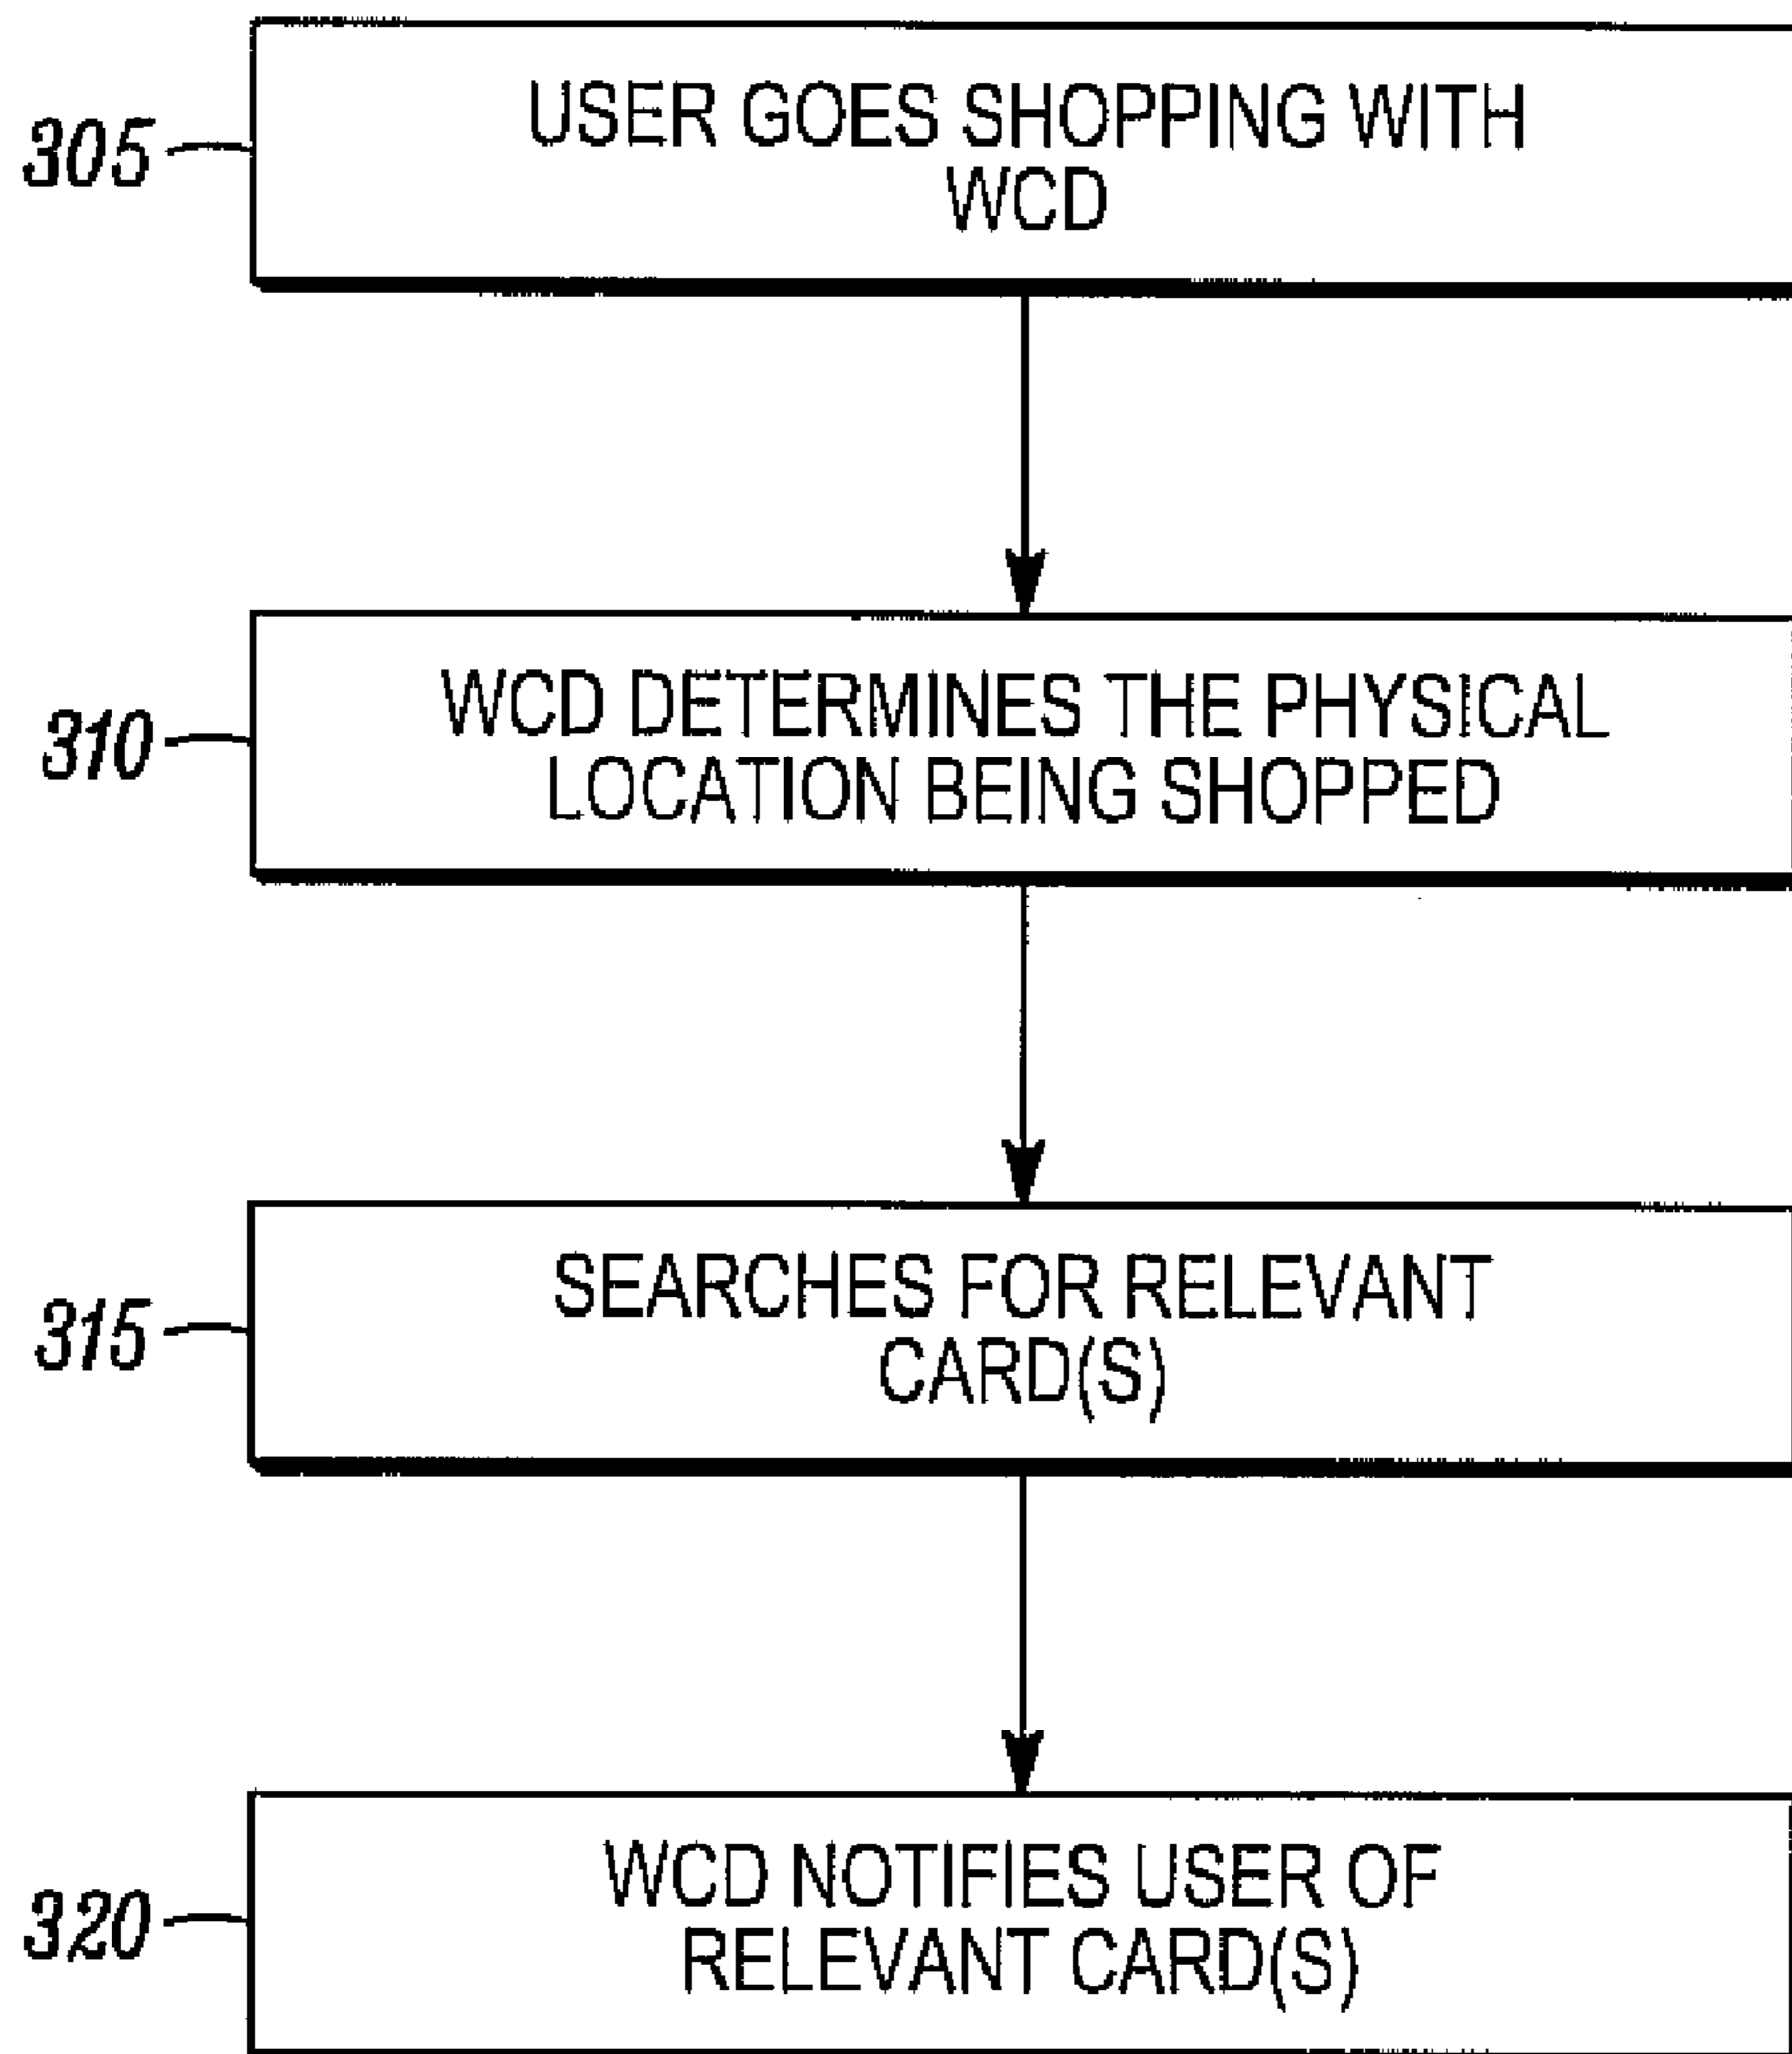 305
USER GOES SHOPPING WITH
WCD
310
WCD DETERMINES THE PHYSICAL
LOCATION BEING SHOPPED
315
SEARCHES FOR RELEVANT
CARD(S)
320
WCD NOTIFIES USER OF
RELEVANT CARD(S)